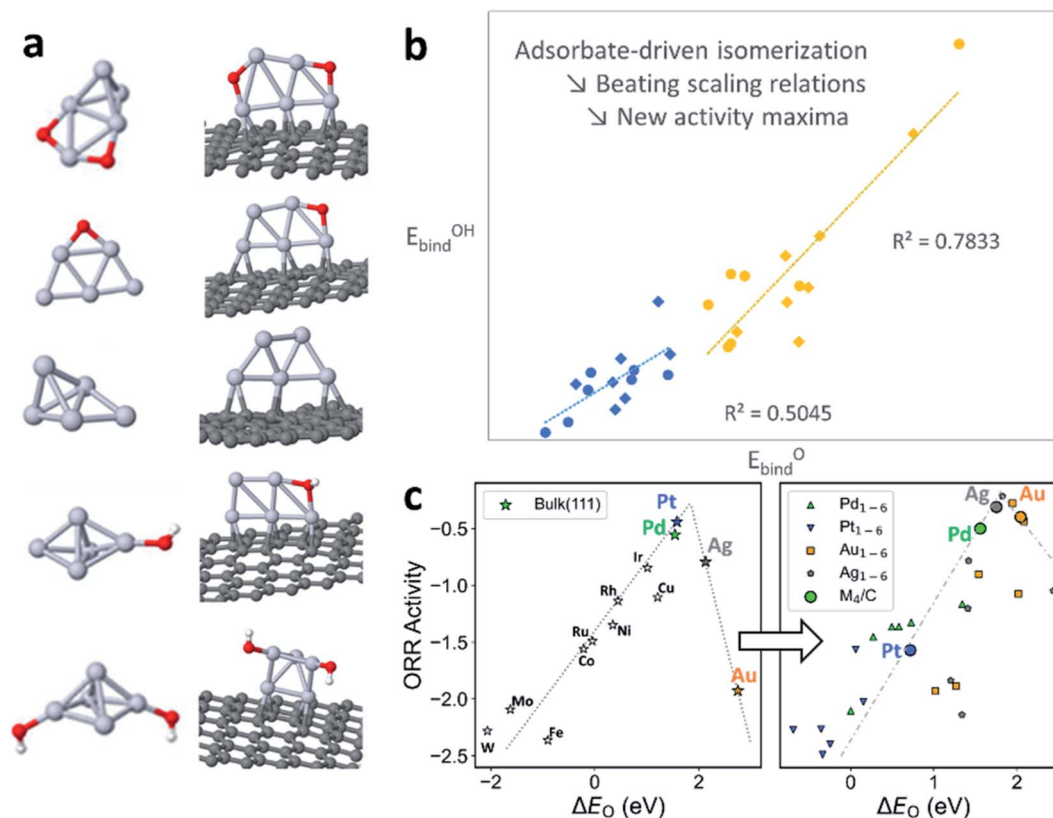 a
b
Adsorbate-driven isomerization
↘ Beating scaling relations
↘ New activity maxima
E_bind^OH
R² = 0.7833
R² = 0.5045
E_bind^O
c
Bulk(111)
Pt
Pd
Ag
Au
Ir
Cu
Rh
Ni
Ru
Co
Mo
Fe
W
ORR Activity
−0.5
−1.0
−1.5
−2.0
−2.5
−2
0
2
ΔE_O (eV)
Pd₁₋₆
Pt₁₋₆
Au₁₋₆
Ag₁₋₆
M₄/C
Ag
Au
Pd
Pt
0
1
2
ΔE_O (eV)